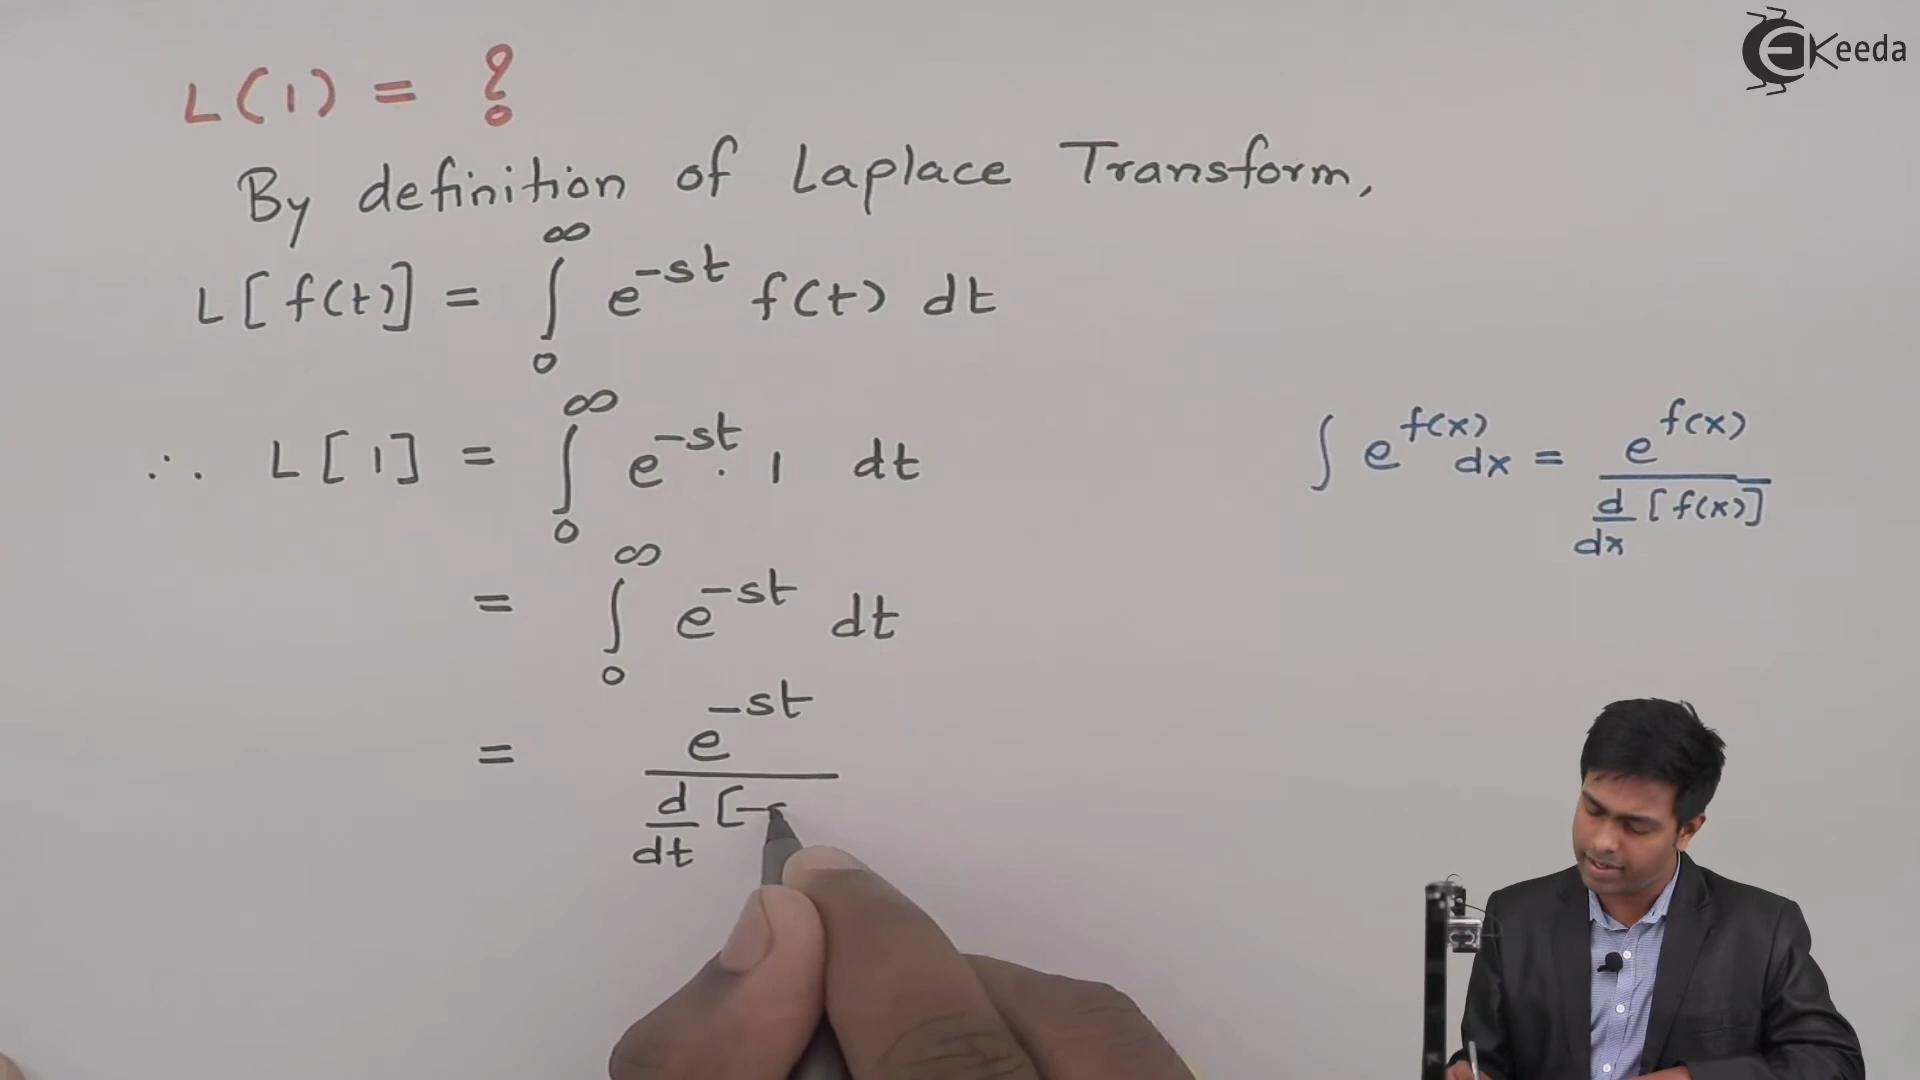 EKeeda
L(1) = ?
By definition of Laplace Transform,
L[f(t)] = ∫₀^∞ e^-st f(t) dt
∴ L[1] = ∫₀^∞ e^-st . 1 dt
∫ e^f(x) dx = e^f(x) / d/dx [f(x)]
= ∫₀^∞ e^-st dt
= e^-st / d/dt [-s